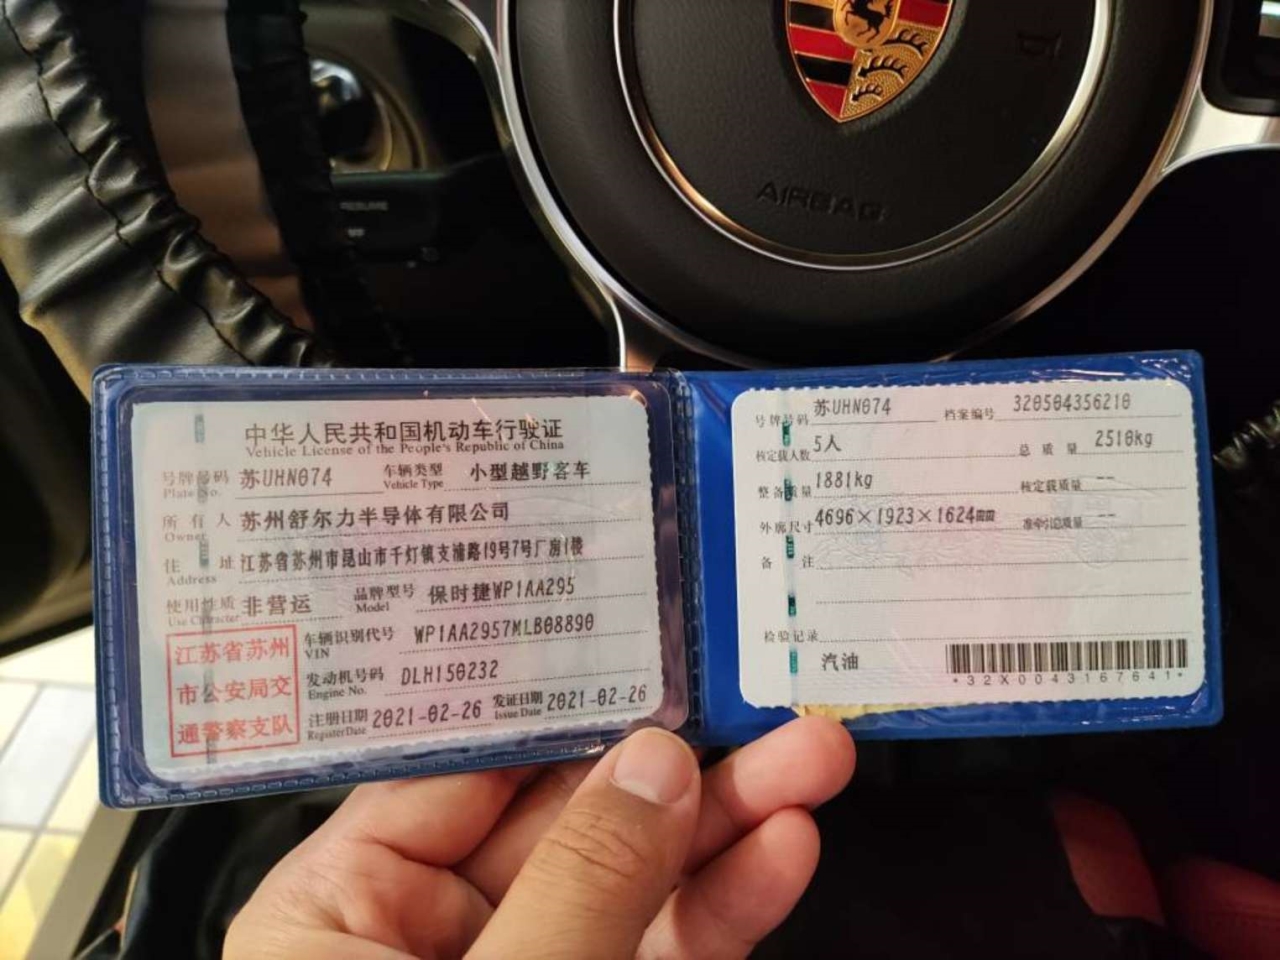 AIRBAG
RESUME
中华人民共和国机动车行驶证
Vehicle License of the People's Republic of China
号牌号码 苏UHN074 车辆类型 小型越野客车
Plate No. Vehicle Type
所有人 苏州舒尔力半导体有限公司
Owner
住址 江苏省苏州市昆山市千灯镇支浦路19号7号厂房1楼
Address
使用性质 非营运 品牌型号 保时捷WP1AA295
Use Character Model
江苏省苏州
市公安局交
通警察支队
车辆识别代号 WP1AA2957MLB08890
VIN
发动机号码 DLH150232
Engine No.
注册日期 2021-02-26 发证日期 2021-02-26
Register Date Issue Date
号牌号码 苏UHN074 档案编号 320504356210
核定载人数 5人 总质量 2510kg
整备质量 1881kg 核定载质量 --
外廓尺寸 4696×1923×1624mm 准牵引总质量 --
备注
检验记录
汽油
*32X0043167641*